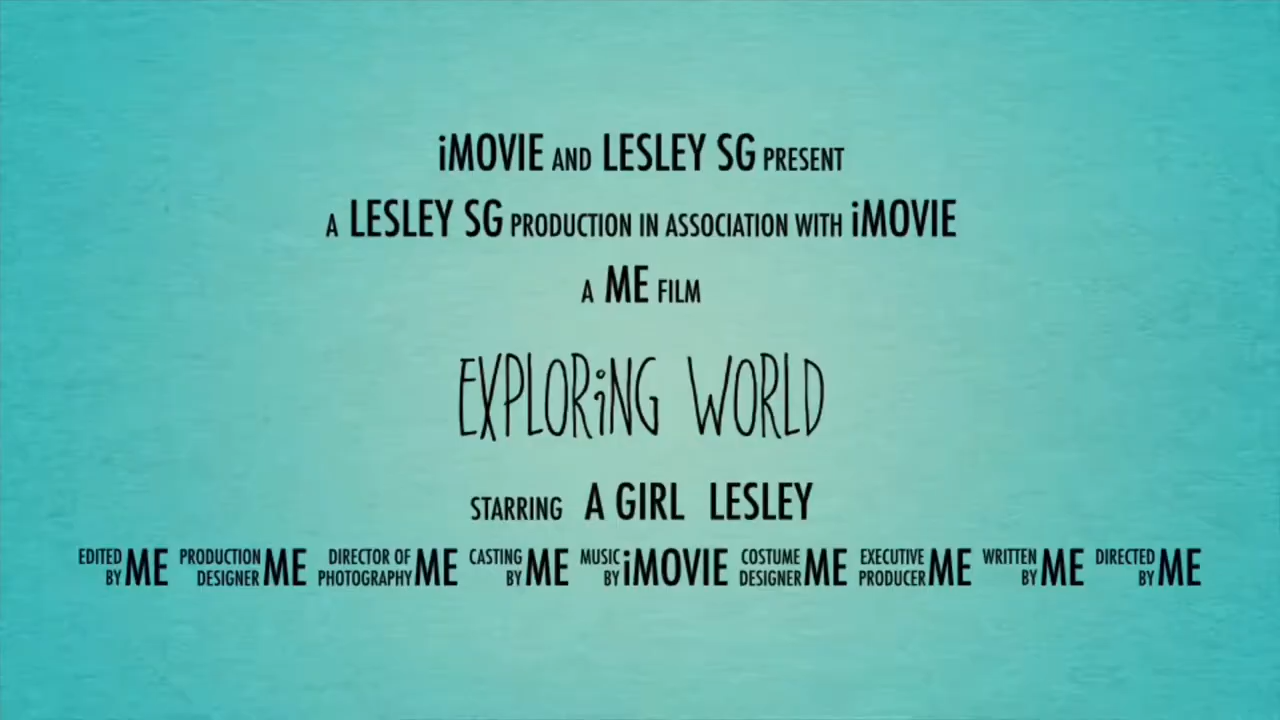 iMOVIE AND LESLEY SG PRESENT
A LESLEY SG PRODUCTION IN ASSOCIATION WITH iMOVIE
A ME FILM
EXPLORiNG WORLD
STARRING A GIRL LESLEY
EDITED BY ME PRODUCTION DESIGNER ME DIRECTOR OF PHOTOGRAPHY ME CASTING BY ME MUSIC BY iMOVIE COSTUME DESIGNER ME EXECUTIVE PRODUCER ME WRITTEN BY ME DIRECTED BY ME